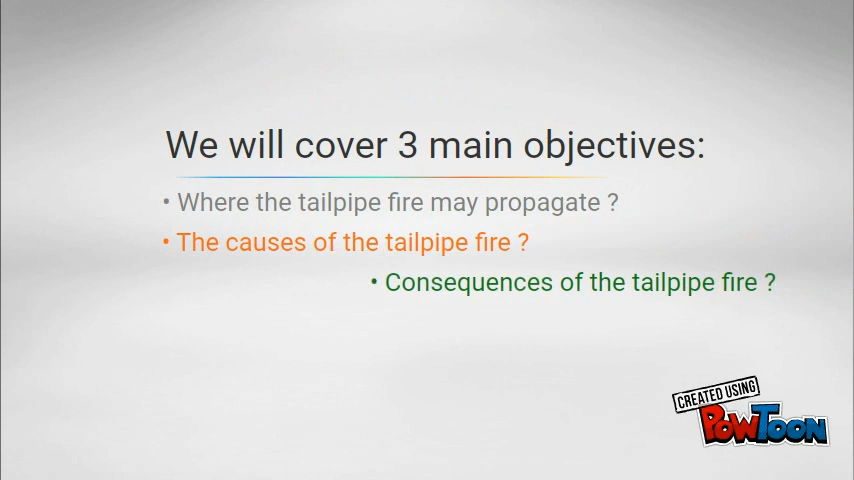 We will cover 3 main objectives:
• Where the tailpipe fire may propagate ?
• The causes of the tailpipe fire ?
• Consequences of the tailpipe fire ?
CREATED USING
PowToon